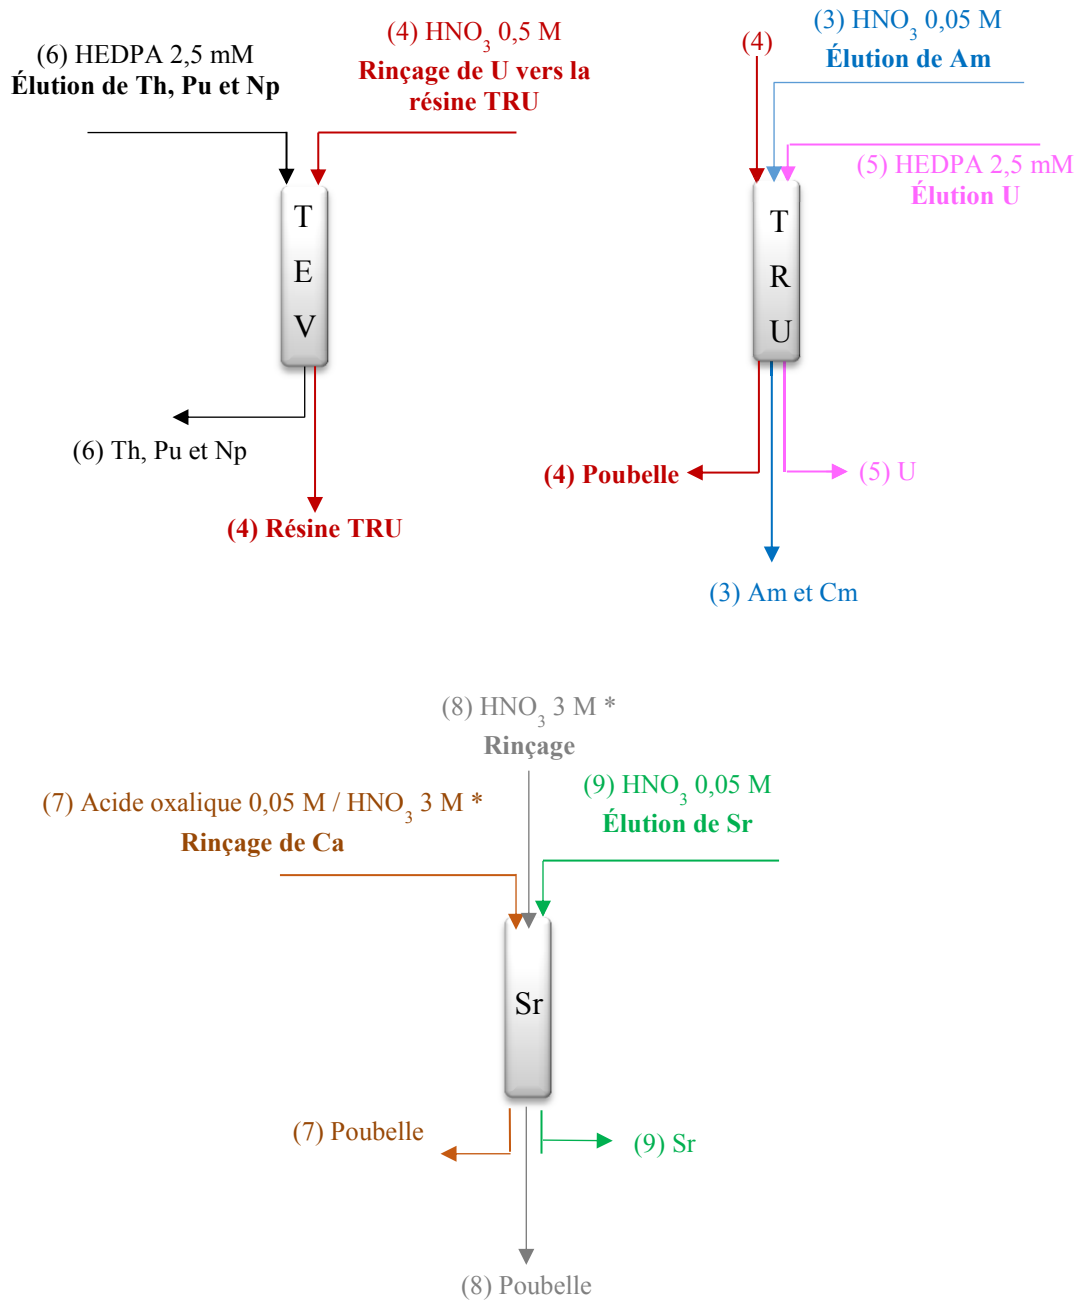 (6) HEDPA 2,5 mM
Élution de Th, Pu et Np
(4) HNO3 0,5 M
Rinçage de U vers la
résine TRU
T
E
V
(6) Th, Pu et Np
(4) Résine TRU
(4)
(3) HNO3 0,05 M
Élution de Am
(5) HEDPA 2,5 mM
Élution U
T
R
U
(4) Poubelle
(5) U
(3) Am et Cm
(8) HNO3 3 M *
Rinçage
(7) Acide oxalique 0,05 M / HNO3 3 M *
Rinçage de Ca
(9) HNO3 0,05 M
Élution de Sr
Sr
(7) Poubelle
(9) Sr
(8) Poubelle